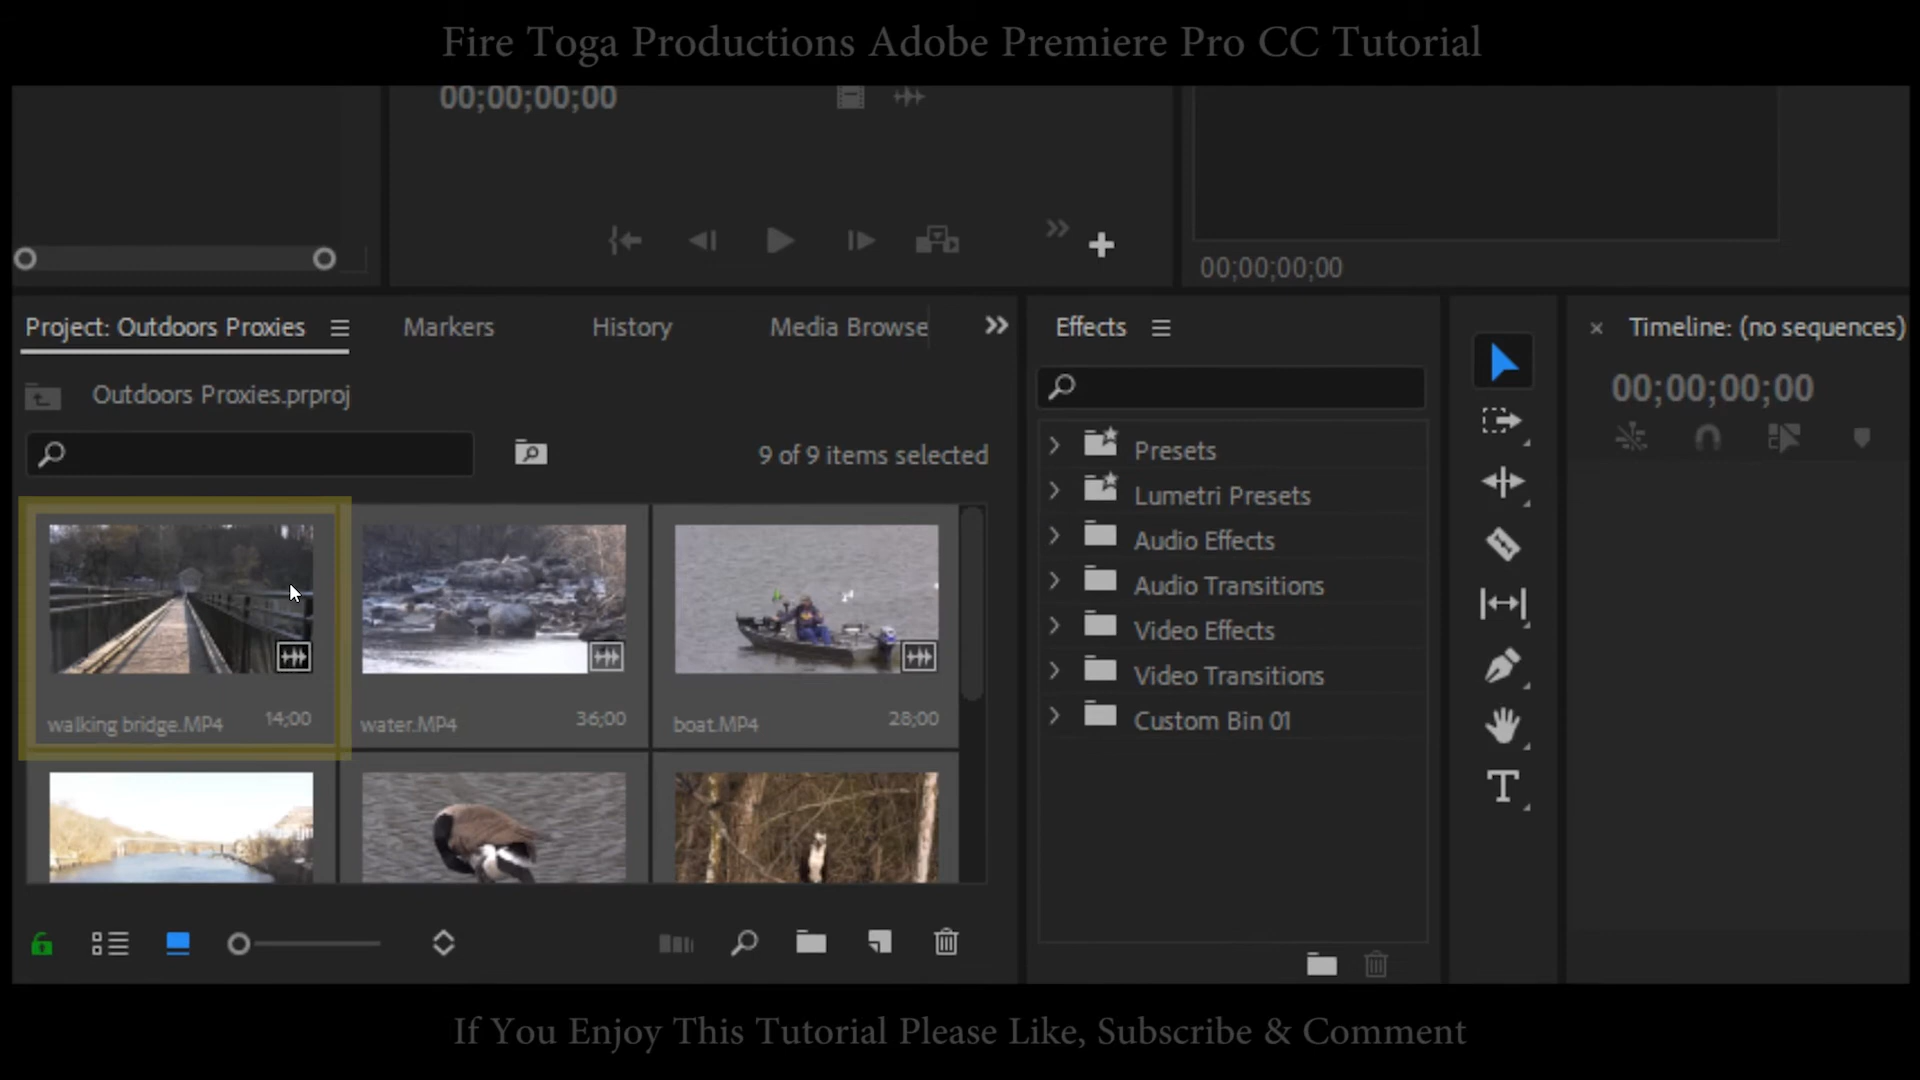 Fire Toga Productions Adobe Premiere Pro CC Tutorial
00;00;00;00
00;00;00;00
Project: Outdoors Proxies
Markers
History
Media Browse
Outdoors Proxies.prproj
9 of 9 items selected
walking bridge.MP4
14;00
water.MP4
36;00
boat.MP4
28;00
Effects
Presets
Lumetri Presets
Audio Effects
Audio Transitions
Video Effects
Video Transitions
Custom Bin 01
Timeline: (no sequences)
00;00;00;00
If You Enjoy This Tutorial Please Like, Subscribe & Comment